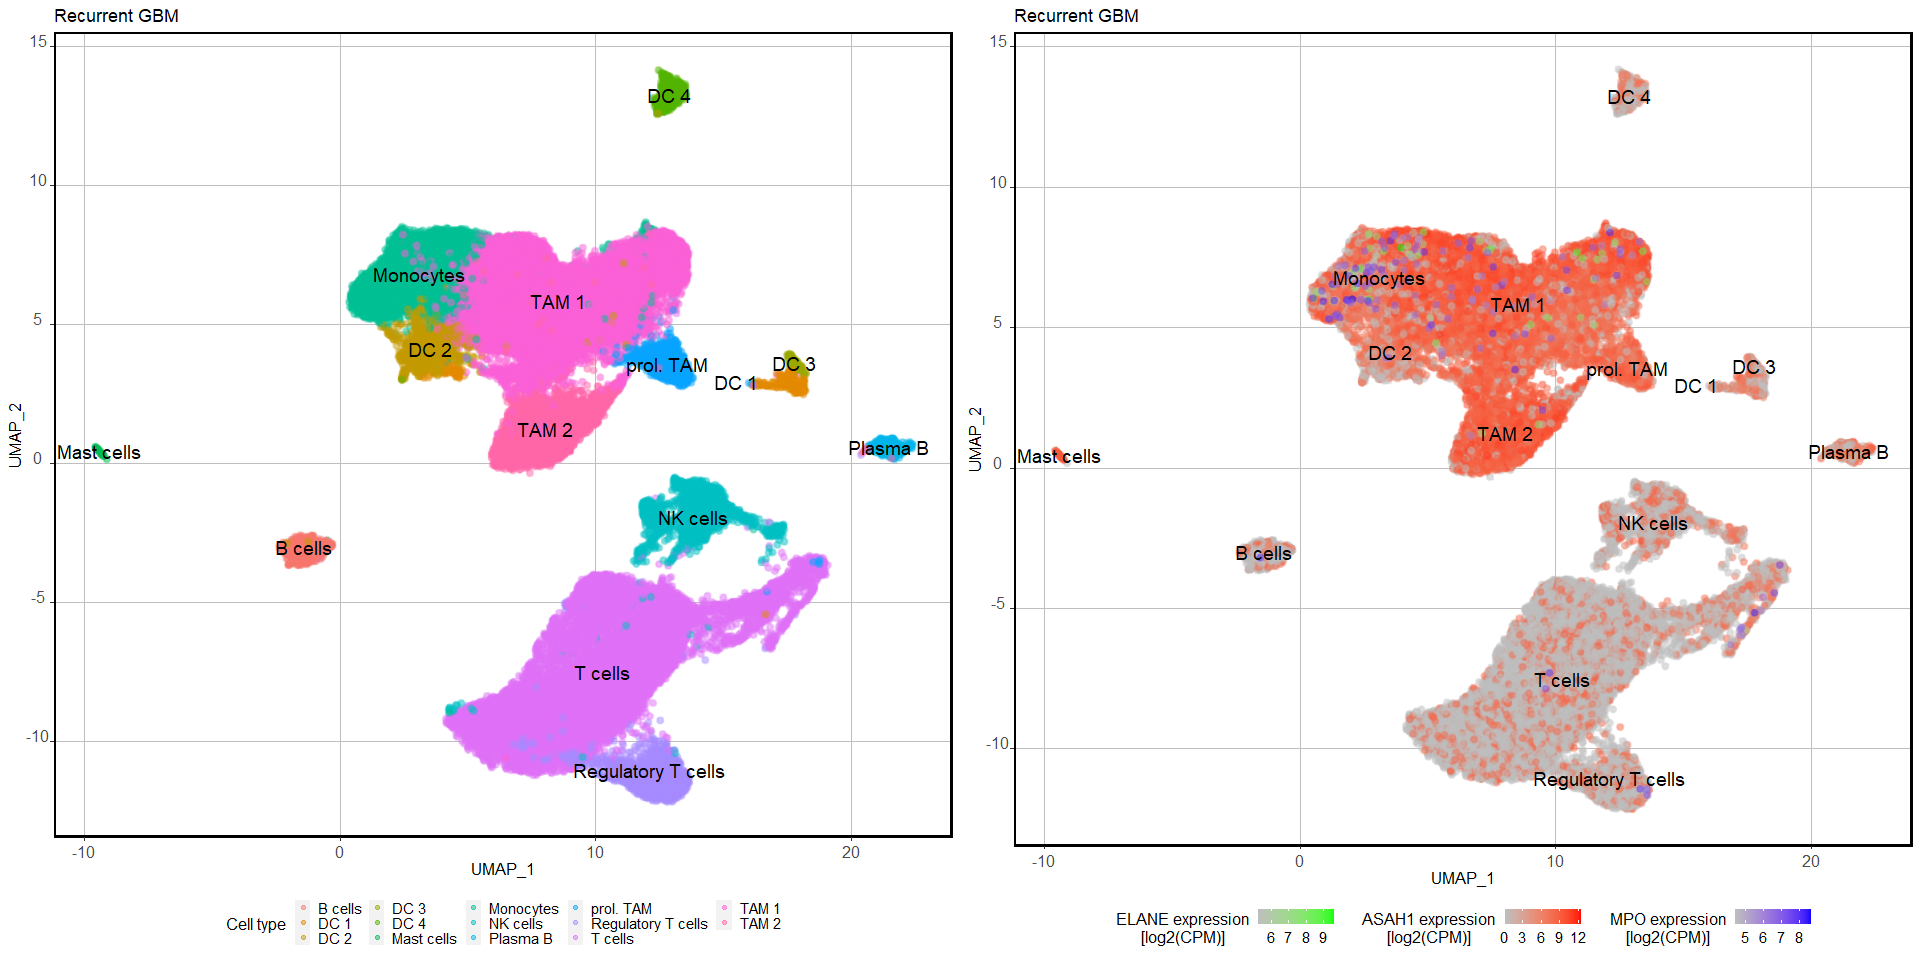 Recurrent GBM
15
10
5
0
-5
-10
UMAP_2
DC 4
Monocytes
TAM 1
DC 2
prol. TAM
DC 3
DC 1
TAM 2
Mast cells
Plasma B
NK cells
B cells
T cells
Regulatory T cells
-10 0 10 20
UMAP_1
Cell type
B cells DC 3 Monocytes prol. TAM TAM 1
DC 1 DC 4 NK cells Regulatory T cells TAM 2
DC 2 Mast cells Plasma B T cells
Recurrent GBM
15
10
5
0
-5
-10
UMAP_2
DC 4
Monocytes
TAM 1
DC 2
prol. TAM
DC 3
DC 1
TAM 2
Mast cells
Plasma B
NK cells
B cells
T cells
Regulatory T cells
-10 0 10 20
UMAP_1
ELANE expression
[log2(CPM)]
6 7 8 9
ASAH1 expression
[log2(CPM)]
0 3 6 9 12
MPO expression
[log2(CPM)]
5 6 7 8